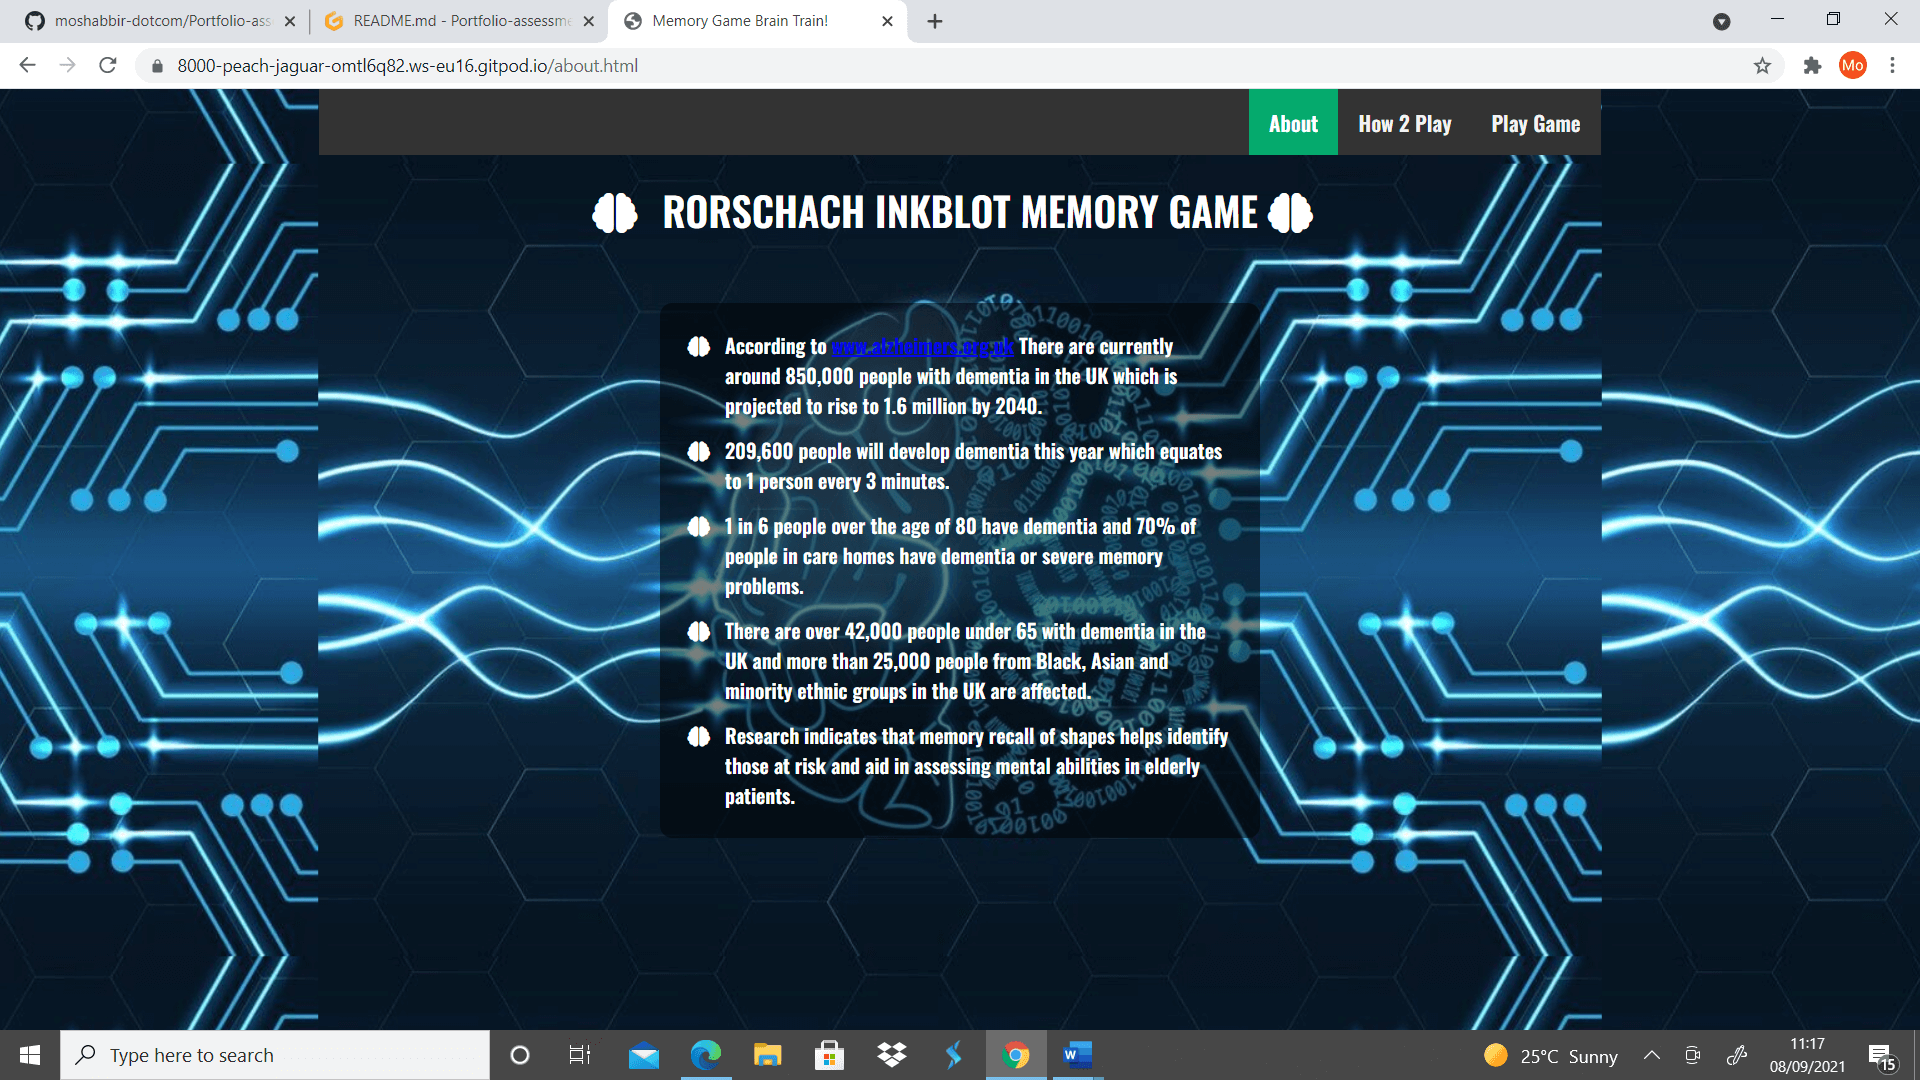 moshabbir-dotcom/Portfolio-ass
README.md - Portfolio-assessme
Memory Game Brain Train!
8000-peach-jaguar-omtl6q82.ws-eu16.gitpod.io/about.html
Mo
About
How 2 Play
Play Game
RORSCHACH INKBLOT MEMORY GAME
According to www.alzheimers.org.uk There are currently
around 850,000 people with dementia in the UK which is
projected to rise to 1.6 million by 2040.
209,600 people will develop dementia this year which equates
to 1 person every 3 minutes.
1 in 6 people over the age of 80 have dementia and 70% of
people in care homes have dementia or severe memory
problems.
There are over 42,000 people under 65 with dementia in the
UK and more than 25,000 people from Black, Asian and
minority ethnic groups in the UK are affected.
Research indicates that memory recall of shapes helps identify
those at risk and aid in assessing mental abilities in elderly
patients.
Type here to search
25°C Sunny
11:17
08/09/2021
15